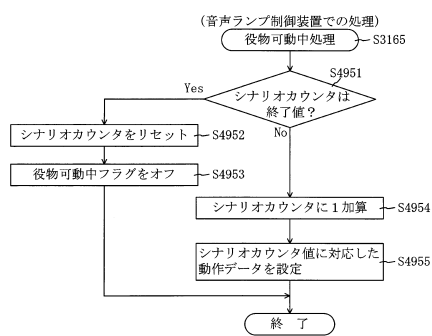 (音声ランプ制御装置での処理)
役物可動中処理
S3165
S4951
シナリオカウンタは
終了値?
Yes
No
シナリオカウンタをリセット
S4952
役物可動中フラグをオフ
S4953
シナリオカウンタに1加算
S4954
シナリオカウンタ値に対応した
動作データを設定
S4955
終 了